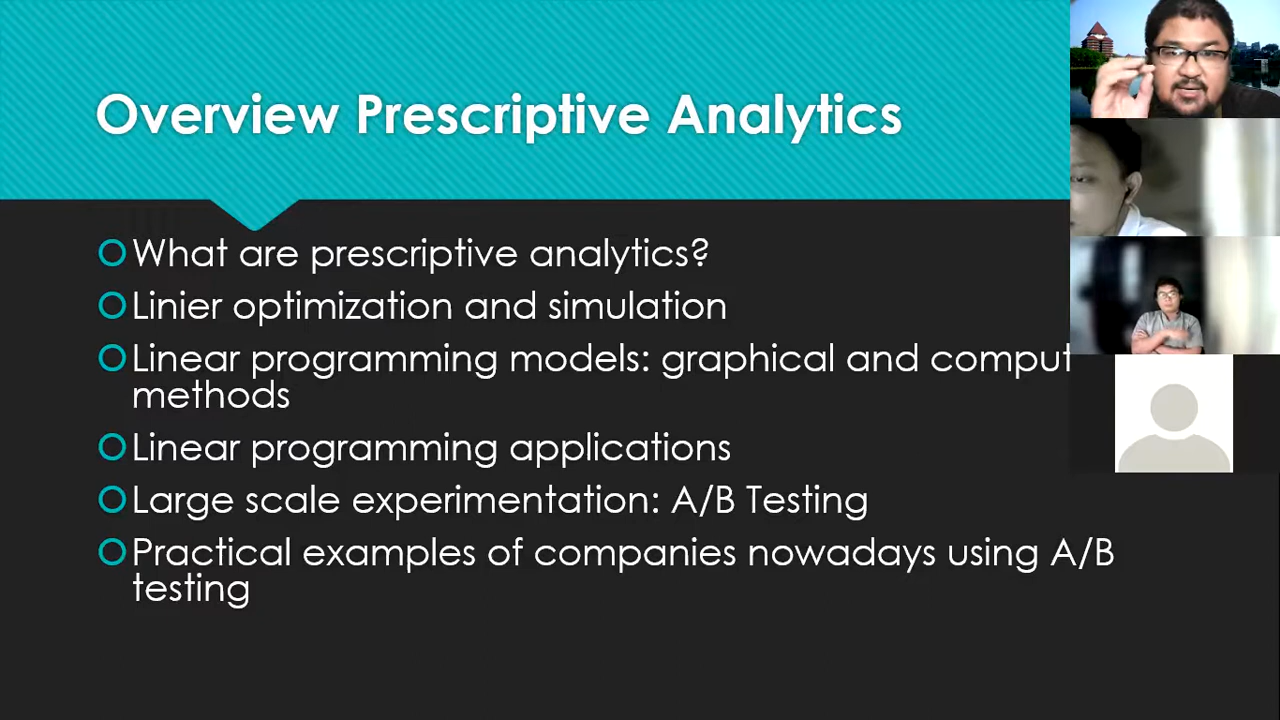 Overview Prescriptive Analytics
What are prescriptive analytics?
Linier optimization and simulation
Linear programming models: graphical and comput
methods
Linear programming applications
Large scale experimentation: A/B Testing
Practical examples of companies nowadays using A/B
testing